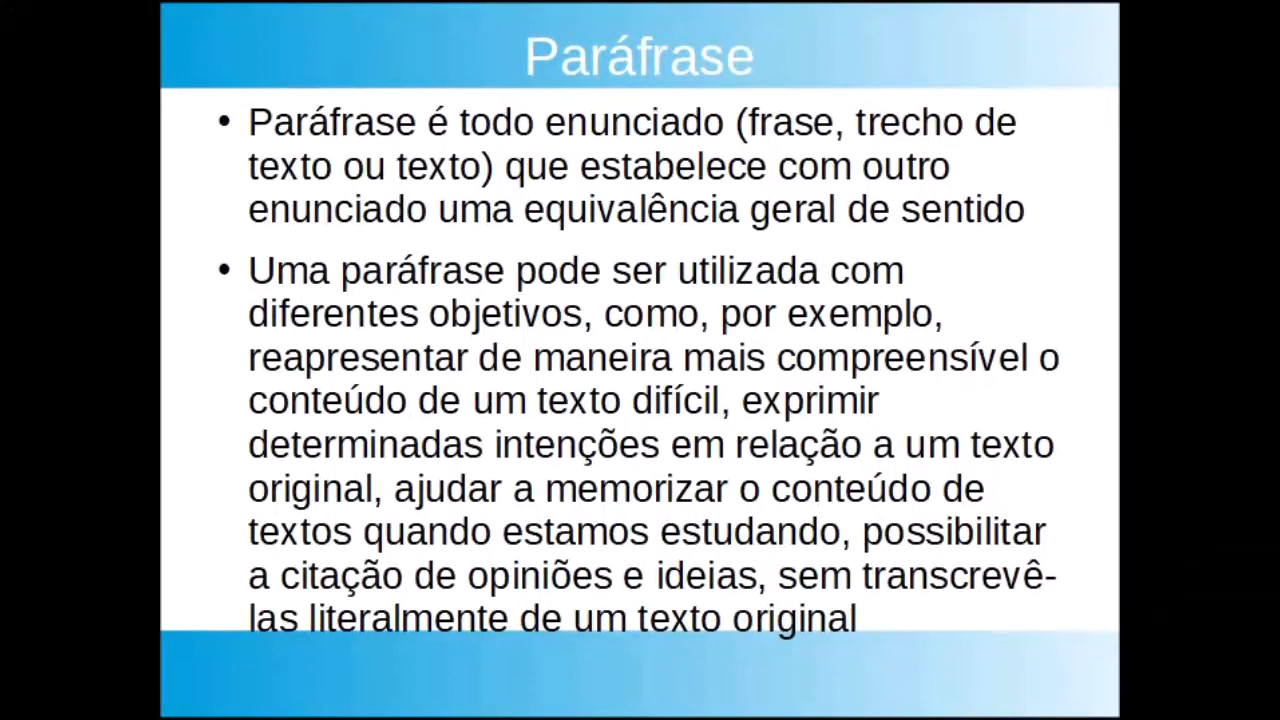 Paráfrase
• Paráfrase é todo enunciado (frase, trecho de
texto ou texto) que estabelece com outro
enunciado uma equivalência geral de sentido
• Uma paráfrase pode ser utilizada com
diferentes objetivos, como, por exemplo,
reapresentar de maneira mais compreensível o
conteúdo de um texto difícil, exprimir
determinadas intenções em relação a um texto
original, ajudar a memorizar o conteúdo de
textos quando estamos estudando, possibilitar
a citação de opiniões e ideias, sem transcrevê-
las literalmente de um texto original